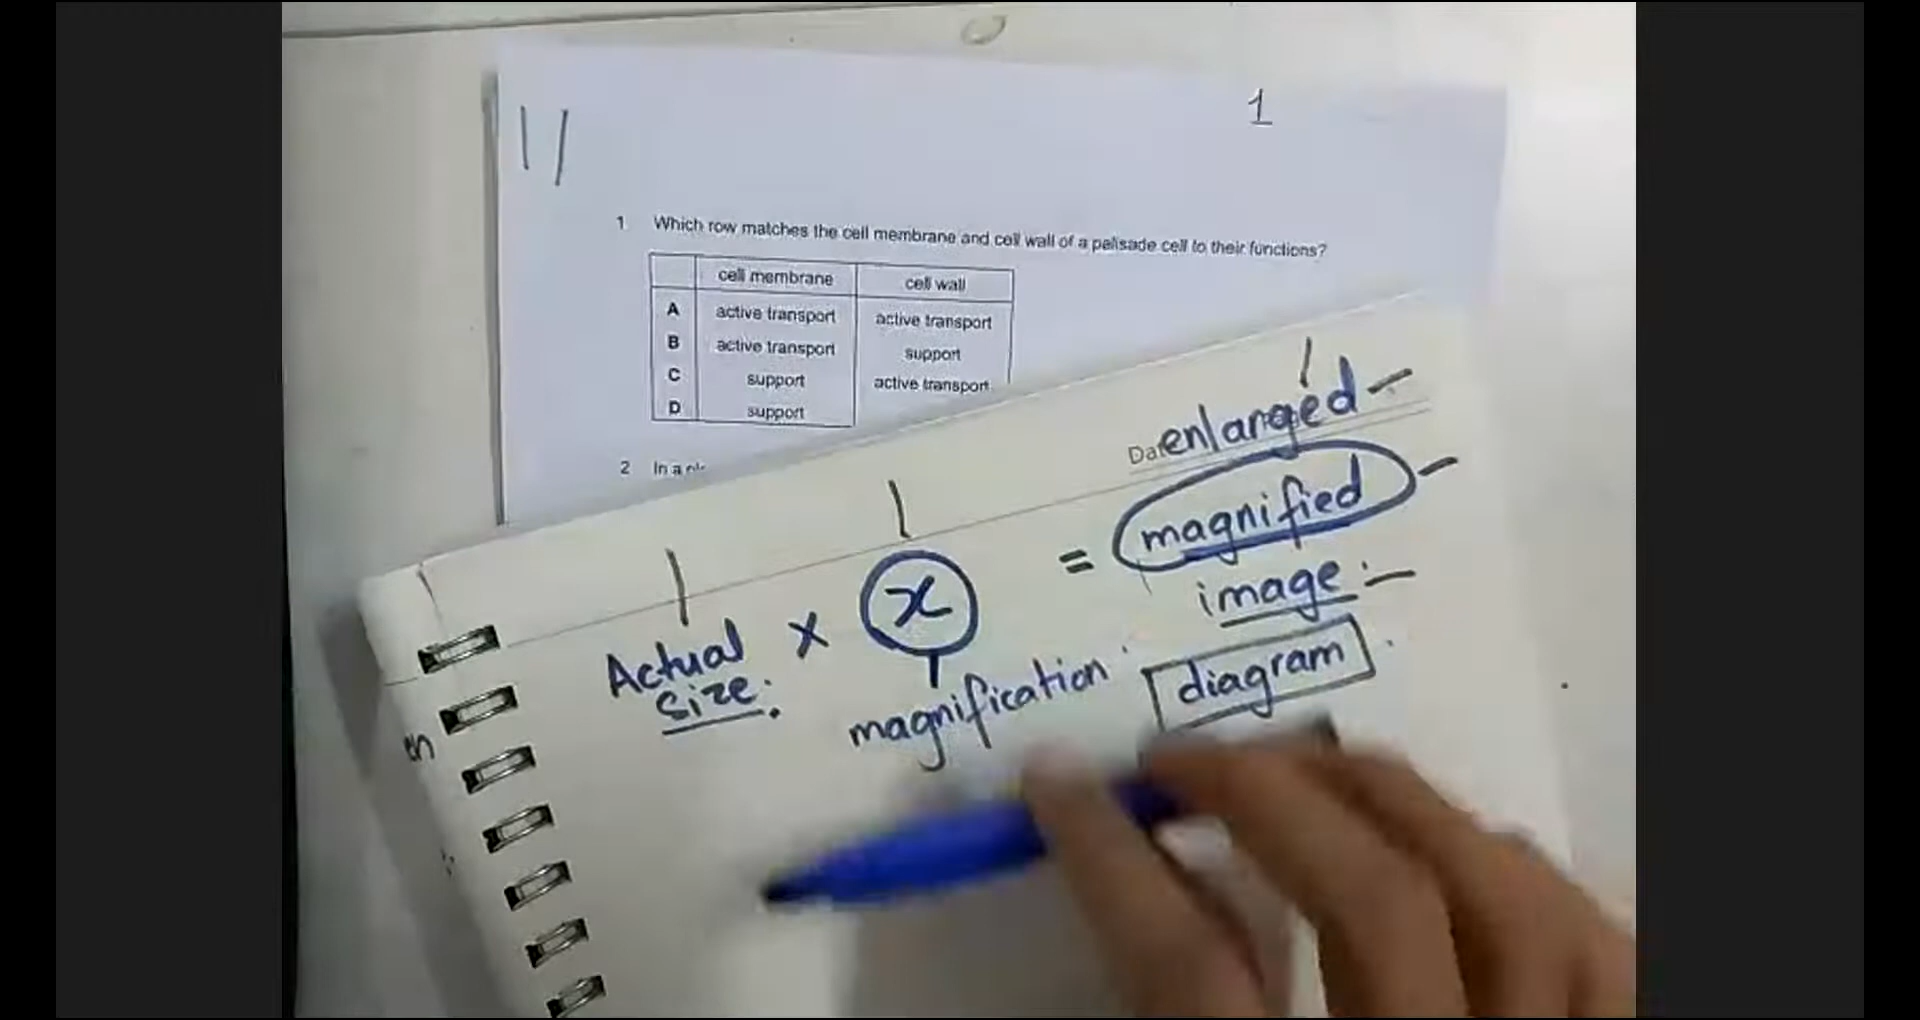 11
1
1 Which row matches the cell membrane and cell wall of a palisade cell to their functions?
cell membrane cell wall
A active transport active transport
B active transport support
C support active transport
D support
2 In a
enlarged
magnified
= image
Actual × x
size.
magnification
diagram